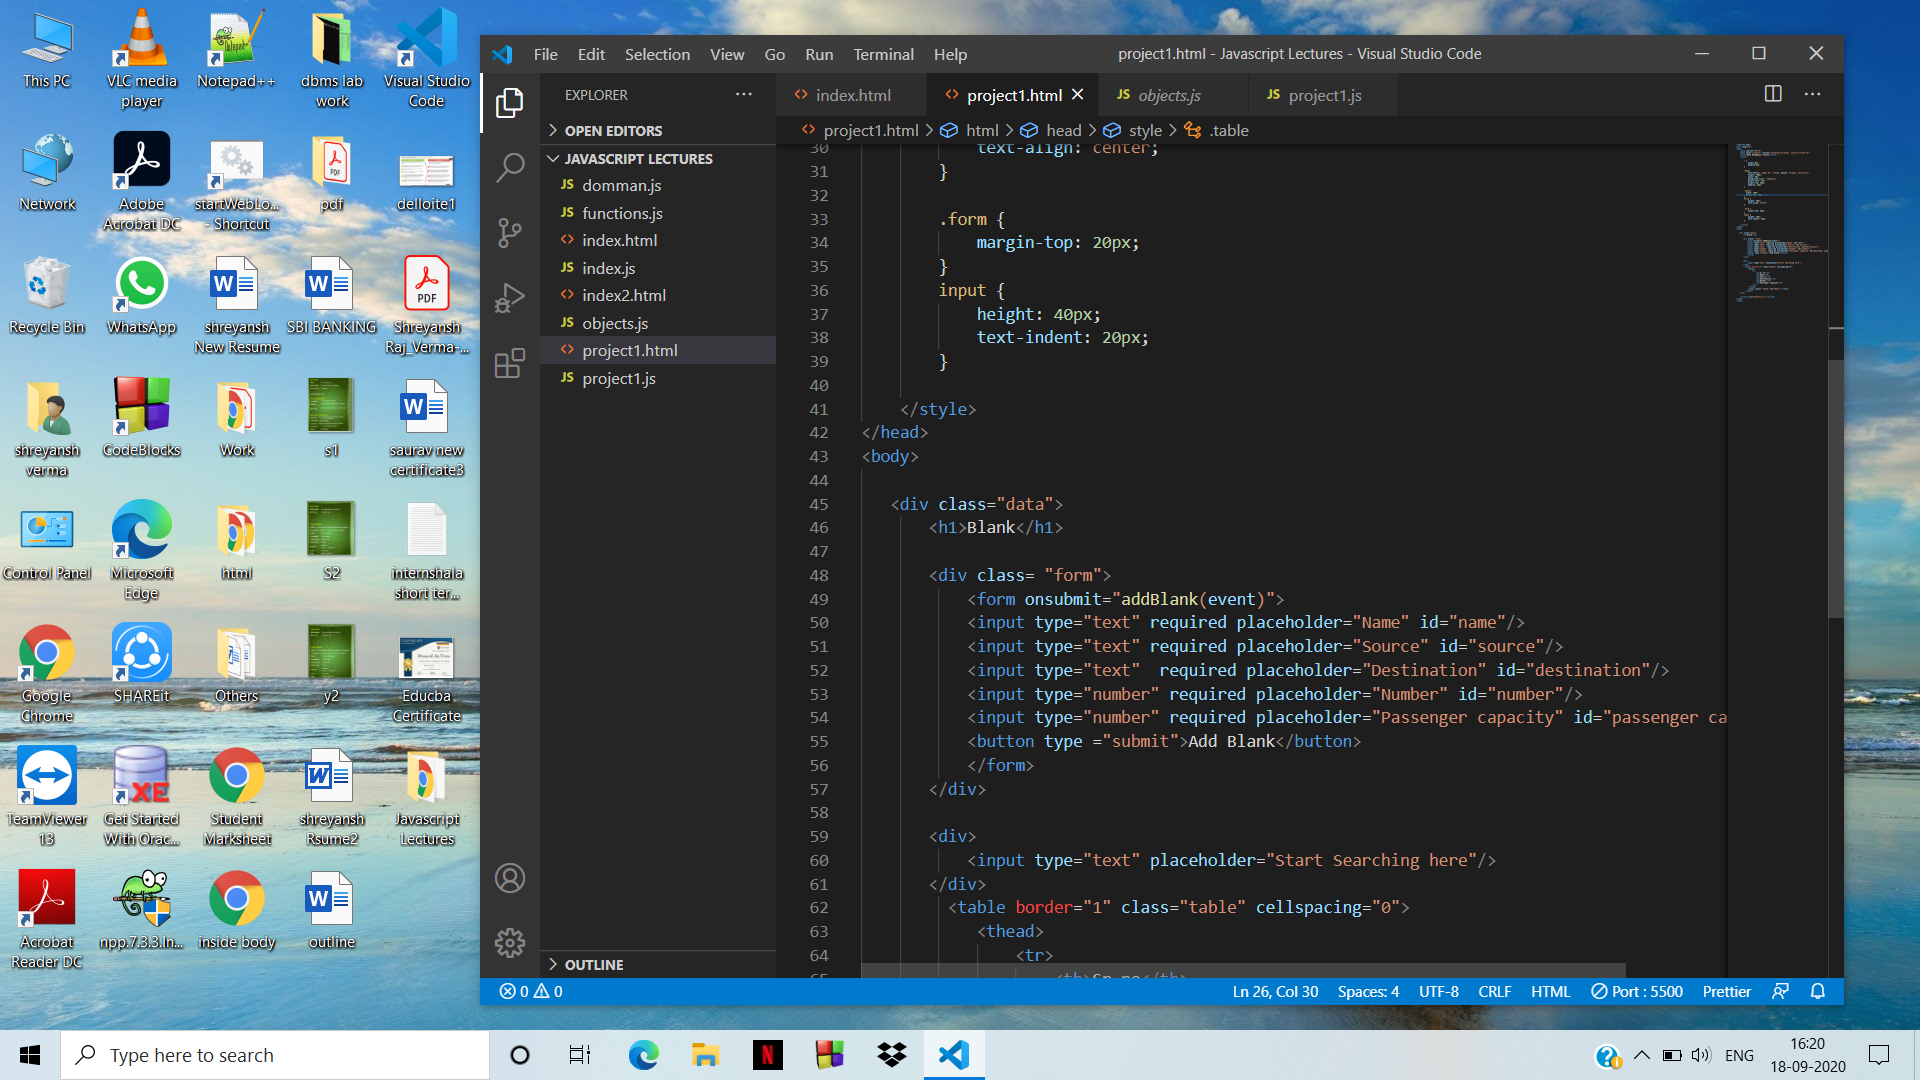 This PC
VLC media
player
Notepad++
dbms lab
work
Visual Studio
Code
Network
Adobe
Acrobat DC
startWebLo...
- Shortcut
pdf
delloite1
Recycle Bin
WhatsApp
shreyansh
New Resume
SBI BANKING
Shreyansh
Raj_Verma-...
shreyansh
verma
CodeBlocks
Work
s1
saurav new
certificate3
Control Panel
Microsoft
Edge
html
S2
internshala
short ter...
Google
Chrome
SHAREit
Others
y2
Educba
Certificate
TeamViewer
13
Get Started
With Orac...
Student
Marksheet
shreyansh
Rsume2
Javascript
Lectures
Acrobat
Reader DC
npp.7.3.3.In...
inside body
outline
File Edit Selection View Go Run Terminal Help
project1.html - Javascript Lectures - Visual Studio Code
EXPLORER
OPEN EDITORS
JAVASCRIPT LECTURES
JS domman.js
JS functions.js
<> index.html
JS index.js
<> index2.html
JS objects.js
<> project1.html
JS project1.js
OUTLINE
<> index.html <> project1.html JS objects.js JS project1.js
<> project1.html > html > head > style > .table
30 text-align: center;
31 }
32
33 .form {
34 margin-top: 20px;
35 }
36 input {
37 height: 40px;
38 text-indent: 20px;
39 }
40
41 </style>
42 </head>
43 <body>
44
45 <div class="data">
46 <h1>Blank</h1>
47
48 <div class= "form">
49 <form onsubmit="addBlank(event)">
50 <input type="text" required placeholder="Name" id="name"/>
51 <input type="text"  required placeholder="Source" id="source"/>
52 <input type="text"  required placeholder="Destination" id="destination"/>
53 <input type="number" required placeholder="Number" id="number"/>
54 <input type="number" required placeholder="Passenger capacity" id="passenger ca
55 <button type ="submit">Add Blank</button>
56 </form>
57 </div>
58
59 <div>
60 <input type="text" placeholder="Start Searching here"/>
61 </div>
62 <table border="1" class="table" cellspacing="0">
63 <thead>
64 <tr>
65 <th>Sr no</th>
0 0
Ln 26, Col 30 Spaces: 4 UTF-8 CRLF HTML Port : 5500 Prettier
Type here to search
ENG
16:20
18-09-2020